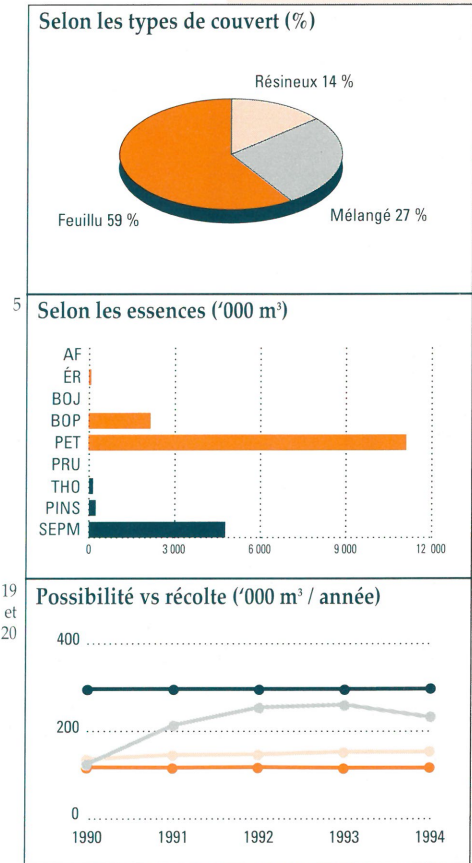 Selon les types de couvert (%)
Résineux 14 %
Feuillu 59 %
Mélangé 27 %
5
Selon les essences ('000 m³)
AF
ÉR
BOJ
BOP
PET
PRU
THO
PINS
SEPM
0 3 000 6 000 9 000 12 000
19
et
20
Possibilité vs récolte ('000 m³ / année)
400
200
0
1990 1991 1992 1993 1994